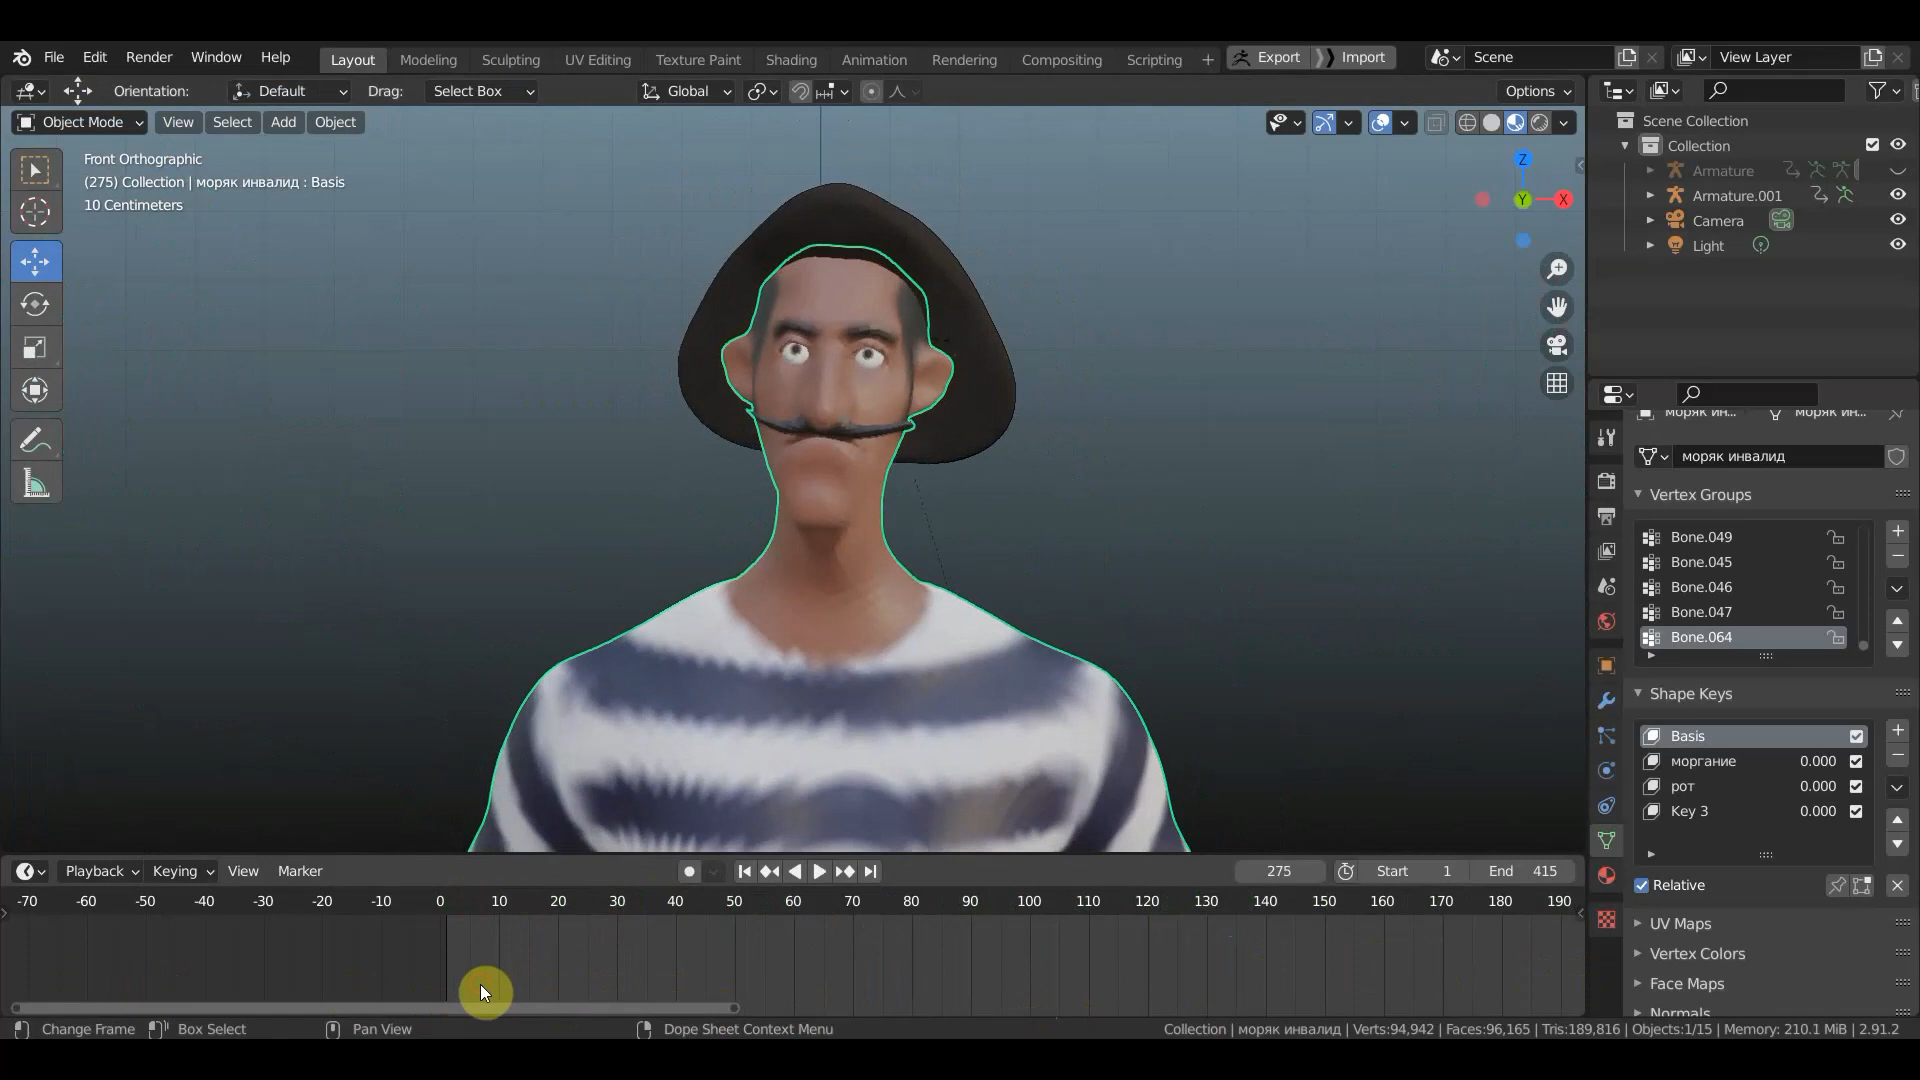 File Edit Render Window Help Layout Modeling Sculpting UV Editing Texture Paint Shading Animation Rendering Compositing Scripting + Export Import Scene View Layer
Orientation: Default Drag: Select Box Global Options
Object Mode View Select Add Object
Scene Collection
Collection
Armature
Armature.001
Camera
Light
Front Orthographic
(275) Collection | моряк инвалид : Basis
10 Centimeters
Z
Y
X
моряк ин... моряк ин...
моряк инвалид
Vertex Groups
Bone.049
Bone.045
Bone.046
Bone.047
Bone.064
Shape Keys
Basis
моргание 0.000
рот 0.000
Key 3 0.000
Relative
UV Maps
Vertex Colors
Face Maps
Normals
Playback Keying View Marker 275 Start 1 End 415
-70 -60 -50 -40 -30 -20 -10 0 10 20 30 40 50 60 70 80 90 100 110 120 130 140 150 160 170 180 190
Change Frame Box Select Pan View Dope Sheet Context Menu Collection | моряк инвалид | Verts:94,942 | Faces:96,165 | Tris:189,816 | Objects:1/15 | Memory: 210.1 MiB | 2.91.2